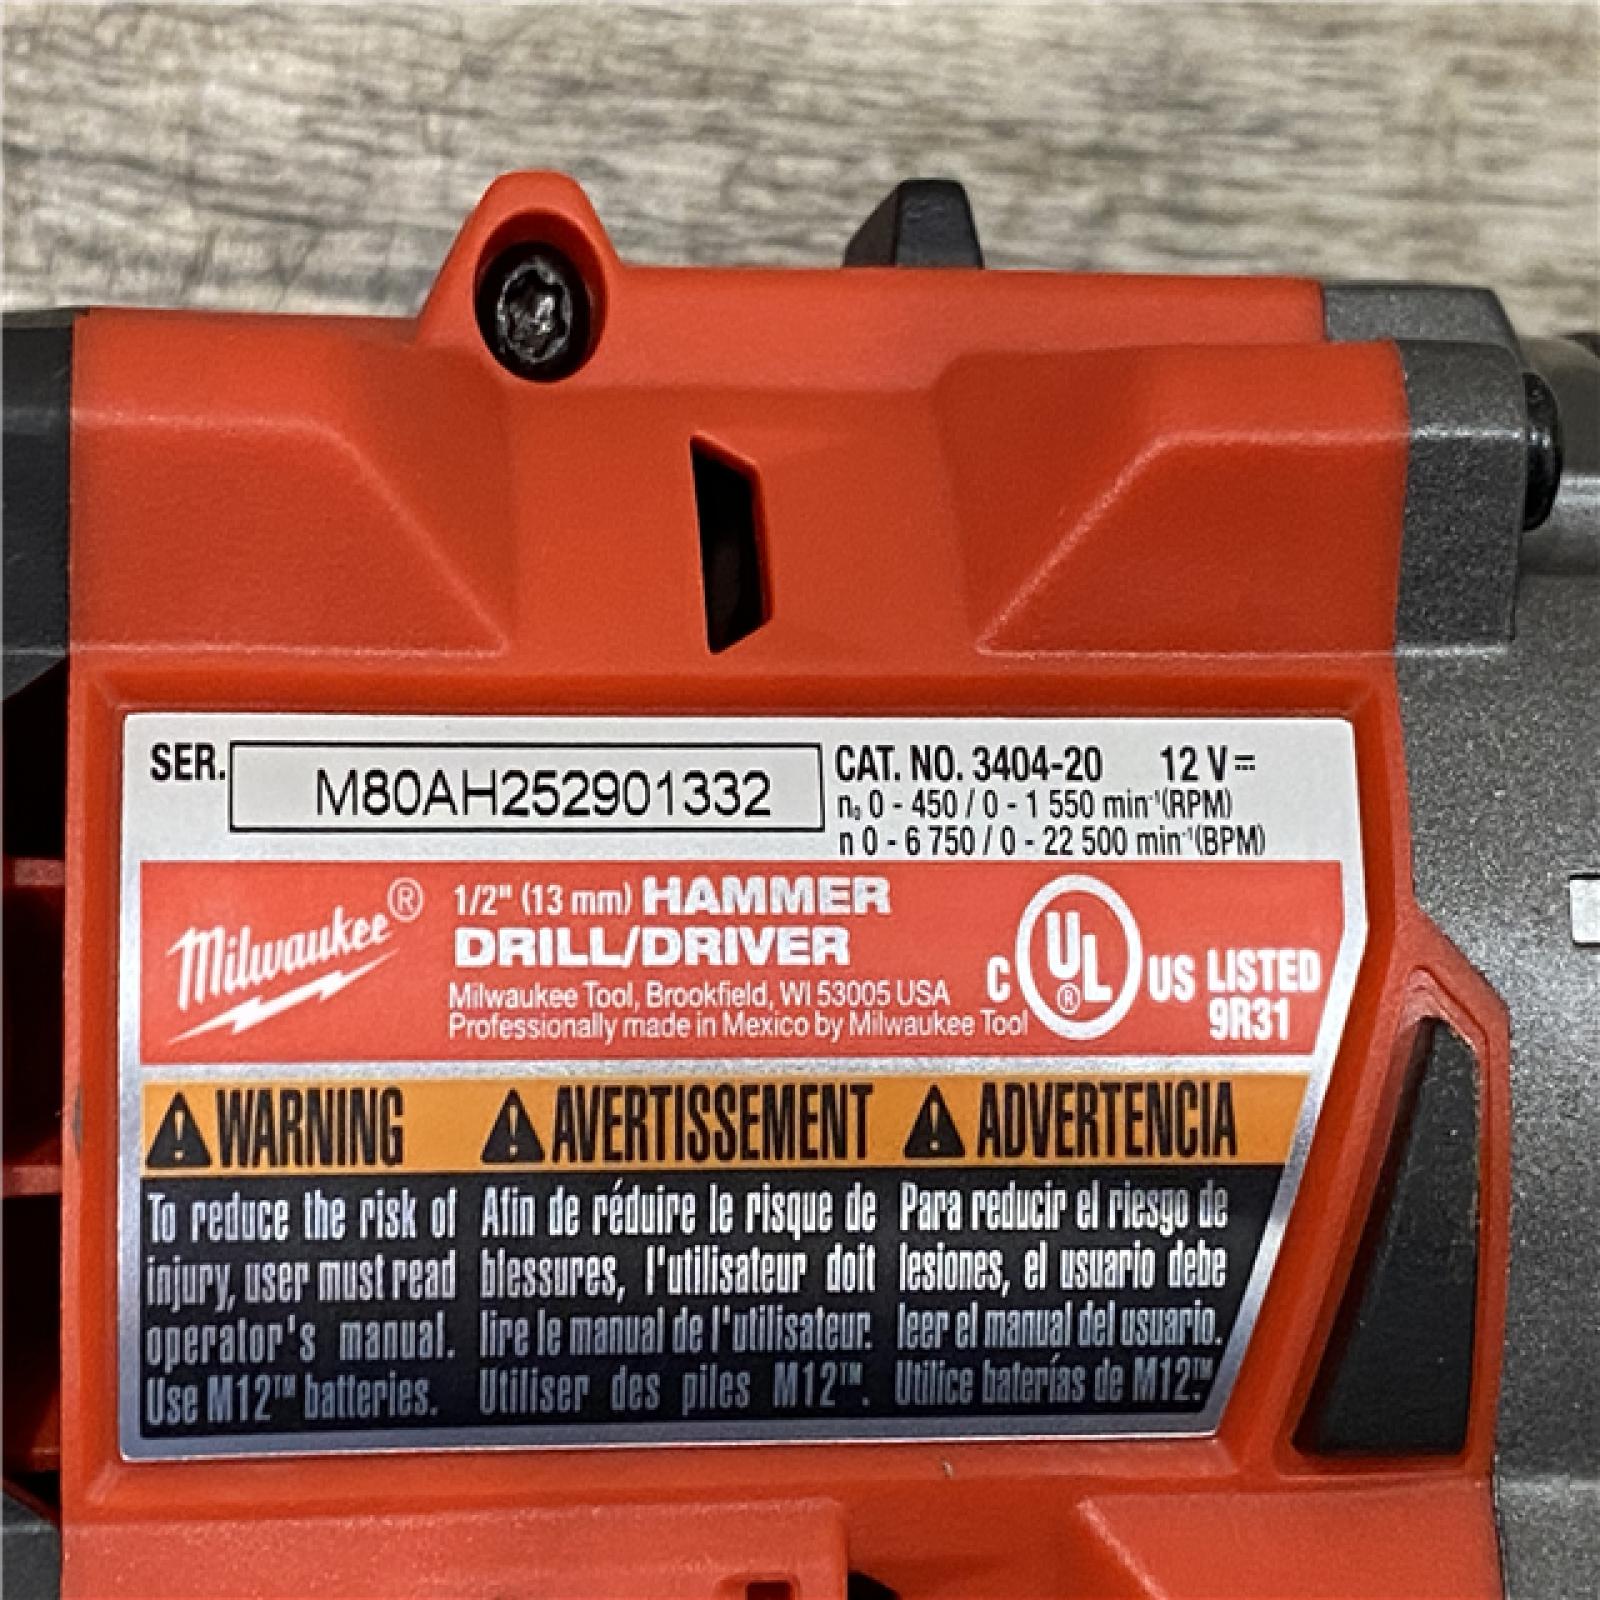 SER. M80AH252901332
CAT. NO. 3404-20 12 V⎓
n₀ 0 - 450 / 0 - 1 550 min⁻¹(RPM)
n 0 - 6 750 / 0 - 22 500 min⁻¹(BPM)
Milwaukee®
1/2" (13 mm) HAMMER
DRILL/DRIVER
Milwaukee Tool, Brookfield, WI 53005 USA
Professionally made in Mexico by Milwaukee Tool
C UL® US LISTED
9R31
WARNING
To reduce the risk of
injury, user must read
operator's manual.
Use M12™ batteries.
AVERTISSEMENT
Afin de réduire le risque de
blessures, l'utilisateur doit
lire le manual de l'utilisateur.
Utiliser des piles M12™.
ADVERTENCIA
Para reducir el riesgo de
lesiones, el usuario debe
leer el manual del usuario.
Utilice baterías de M12.™